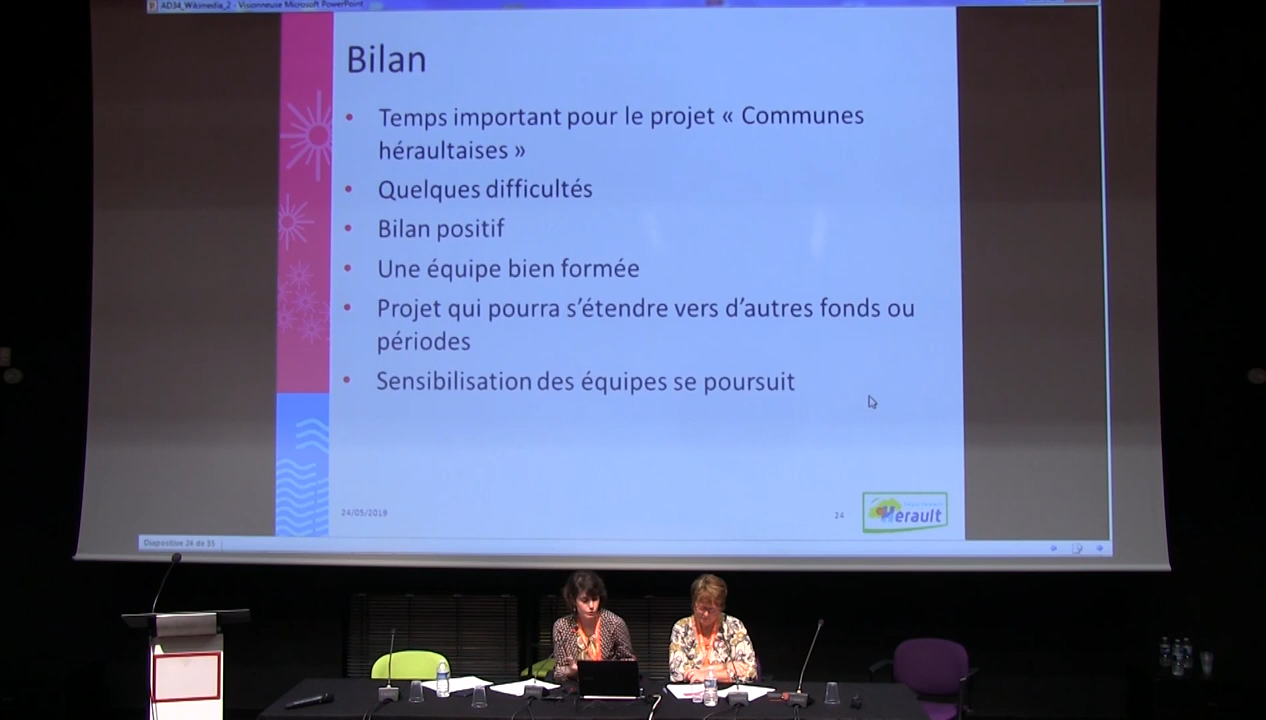 AD34_Wikimedia_2 - Visionneuse Microsoft PowerPoint
Bilan
• Temps important pour le projet « Communes
héraultaises »
• Quelques difficultés
• Bilan positif
• Une équipe bien formée
• Projet qui pourra s’étendre vers d’autres fonds ou
périodes
• Sensibilisation des équipes se poursuit
24/05/2019
24
Hérault
Diapositive 24 de 35